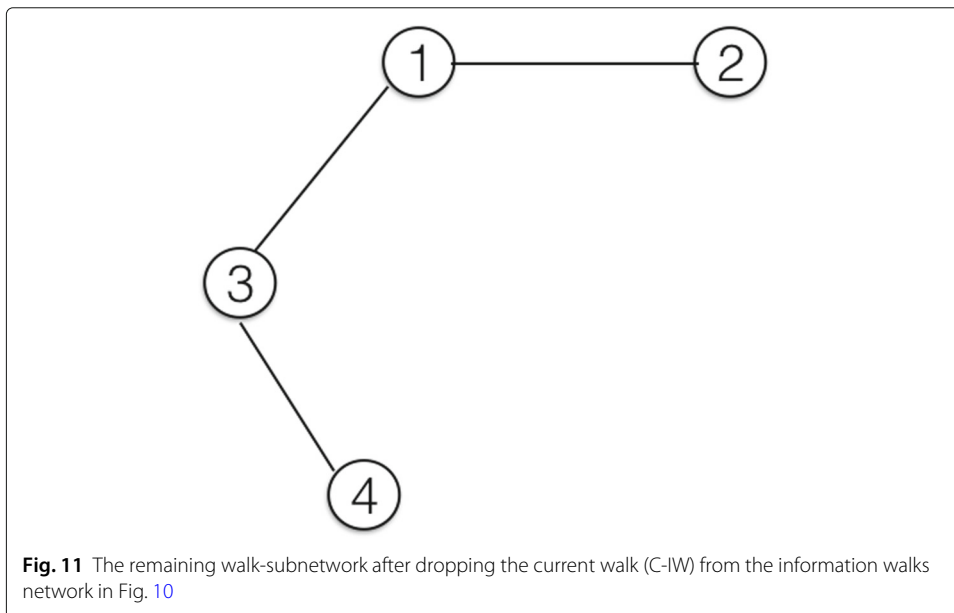 1
2
3
4
Fig. 11 The remaining walk-subnetwork after dropping the current walk (C-IW) from the information walks
network in Fig. 10